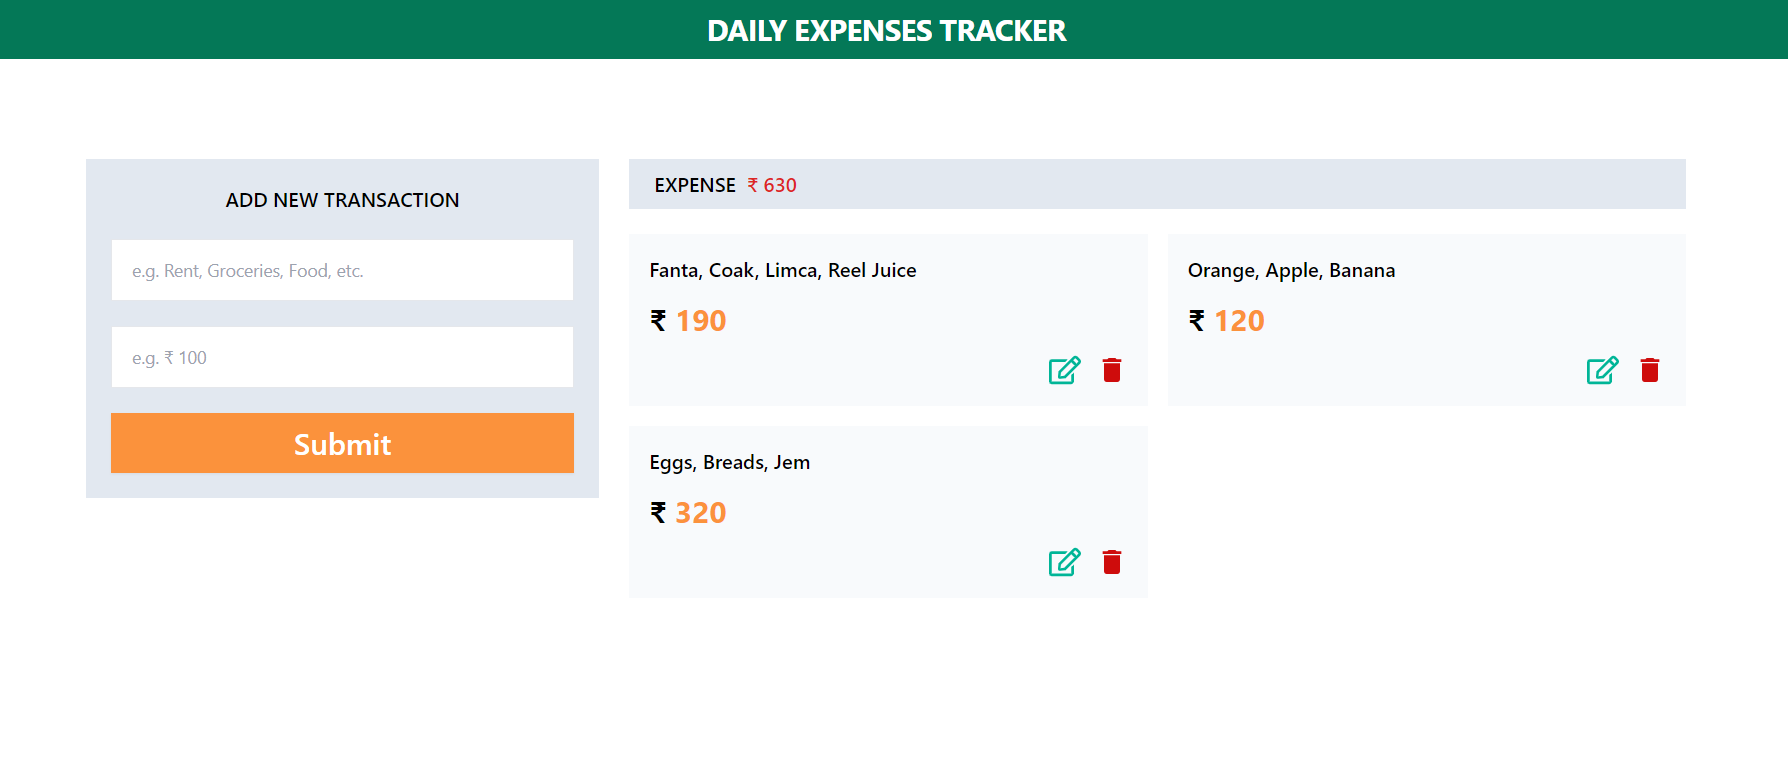 DAILY EXPENSES TRACKER
ADD NEW TRANSACTION
e.g. Rent, Groceries, Food, etc.
e.g. ₹ 100
Submit
EXPENSE ₹ 630
Fanta, Coak, Limca, Reel Juice
₹ 190
Orange, Apple, Banana
₹ 120
Eggs, Breads, Jem
₹ 320